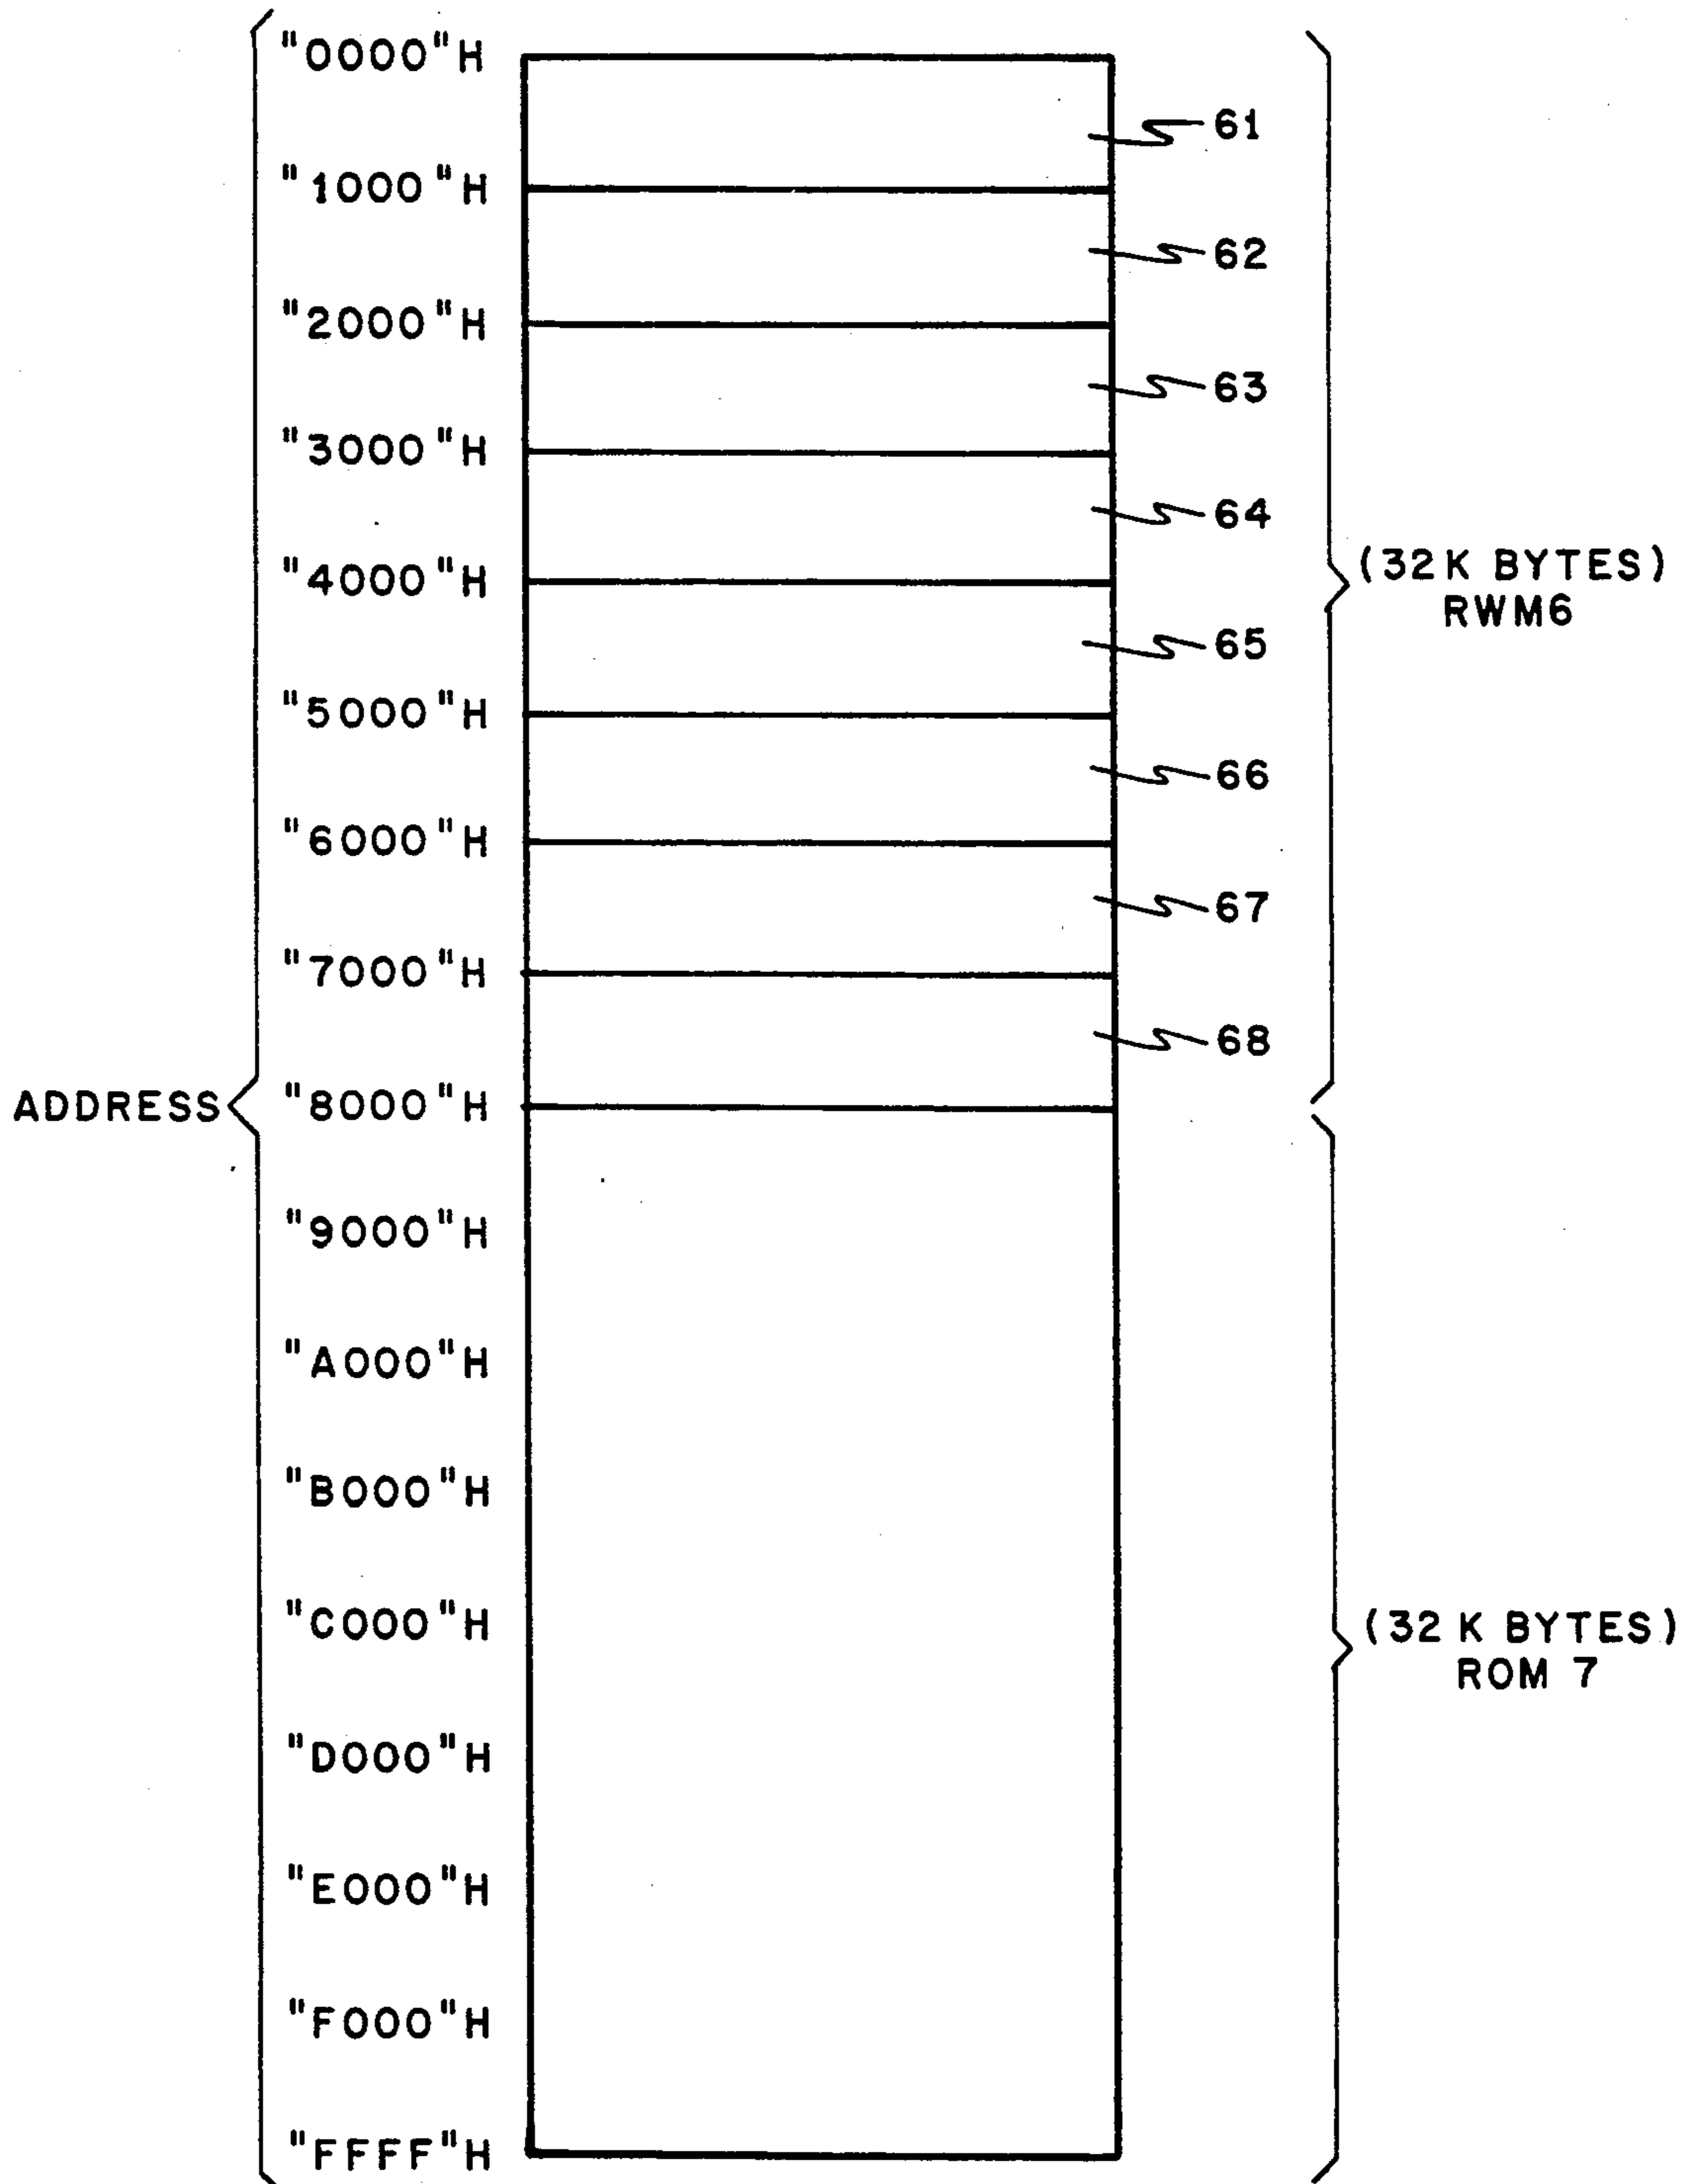 "0000"H
61
"1000"H
62
"2000"H
63
"3000"H
64
"4000"H
(32K BYTES)
RWM6
65
"5000"H
66
"6000"H
67
"7000"H
68
ADDRESS "8000"H
"9000"H
"A000"H
"B000"H
"C000"H
(32 K BYTES)
ROM 7
"D000"H
"E000"H
"F000"H
"FFFF"H